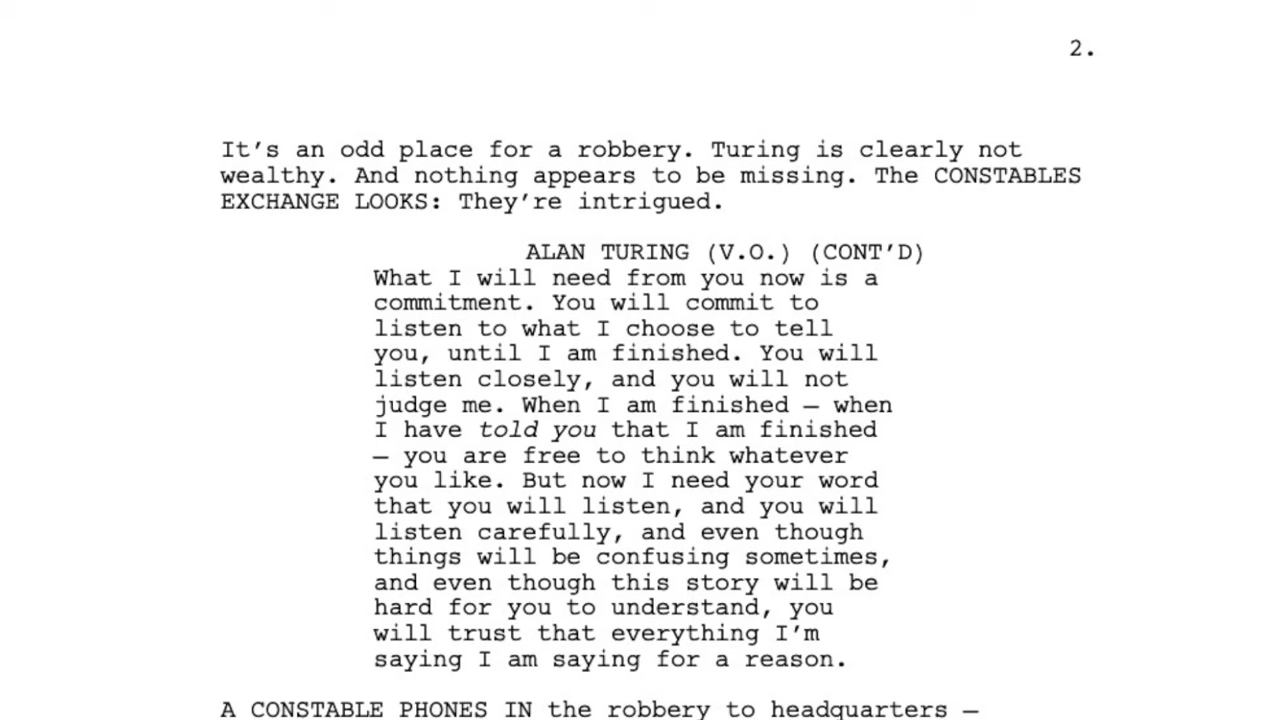 2.
It’s an odd place for a robbery. Turing is clearly not
wealthy. And nothing appears to be missing. The CONSTABLES
EXCHANGE LOOKS: They’re intrigued.
ALAN TURING (V.O.) (CONT’D)
What I will need from you now is a
commitment. You will commit to
listen to what I choose to tell
you, until I am finished. You will
listen closely, and you will not
judge me. When I am finished — when
I have told you that I am finished
— you are free to think whatever
you like. But now I need your word
that you will listen, and you will
listen carefully, and even though
things will be confusing sometimes,
and even though this story will be
hard for you to understand, you
will trust that everything I’m
saying I am saying for a reason.
A CONSTABLE PHONES IN the robbery to headquarters —